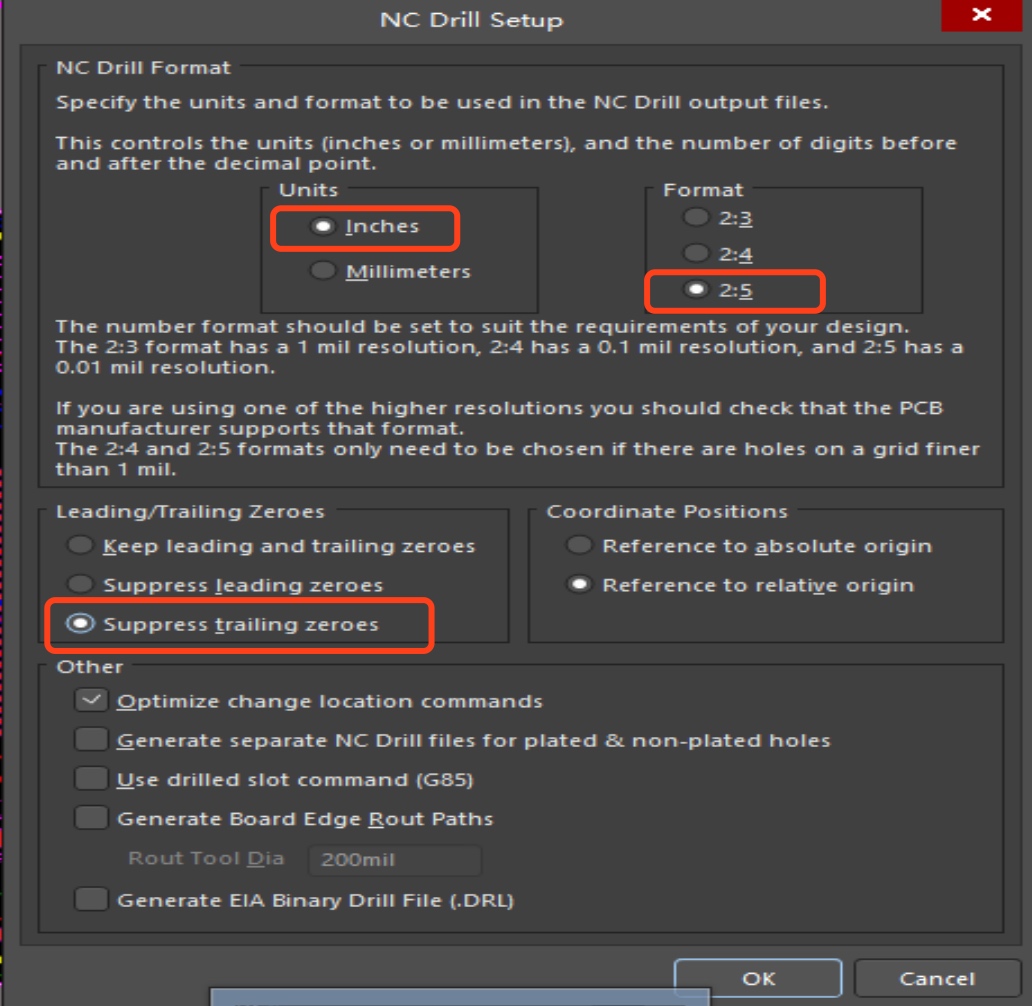 NC Drill Setup
NC Drill Format
Specify the units and format to be used in the NC Drill output files.
This controls the units (inches or millimeters), and the number of digits before
and after the decimal point.
Units
Inches
Millimeters
Format
2:3
2:4
2:5
The number format should be set to suit the requirements of your design.
The 2:3 format has a 1 mil resolution, 2:4 has a 0.1 mil resolution, and 2:5 has a
0.01 mil resolution.
If you are using one of the higher resolutions you should check that the PCB
manufacturer supports that format.
The 2:4 and 2:5 formats only need to be chosen if there are holes on a grid finer
than 1 mil.
Leading/Trailing Zeroes
Keep leading and trailing zeroes
Suppress leading zeroes
Suppress trailing zeroes
Coordinate Positions
Reference to absolute origin
Reference to relative origin
Other
Optimize change location commands
Generate separate NC Drill files for plated & non-plated holes
Use drilled slot command (G85)
Generate Board Edge Rout Paths
Rout Tool Dia 200mil
Generate EIA Binary Drill File (.DRL)
OK Cancel